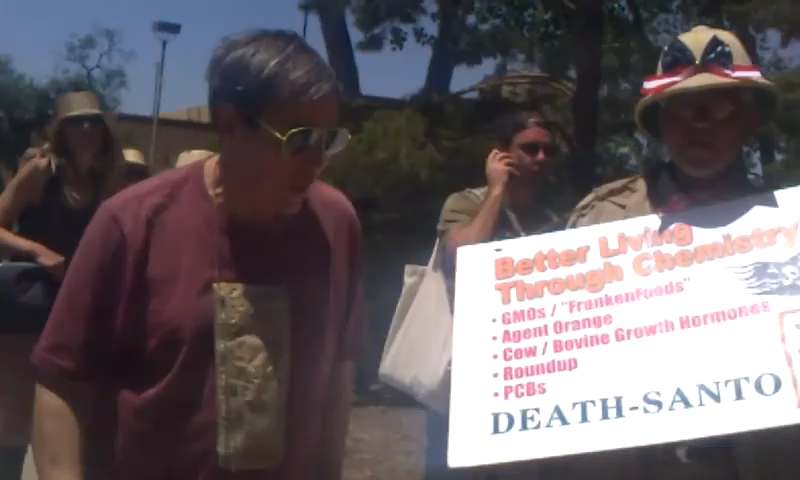 Better Living
Through Chemistry
• GMOs / "FrankenFoods"
• Agent Orange
• Cow / Bovine Growth Hormones
• Roundup
• PCBs
DEATH-SANTO